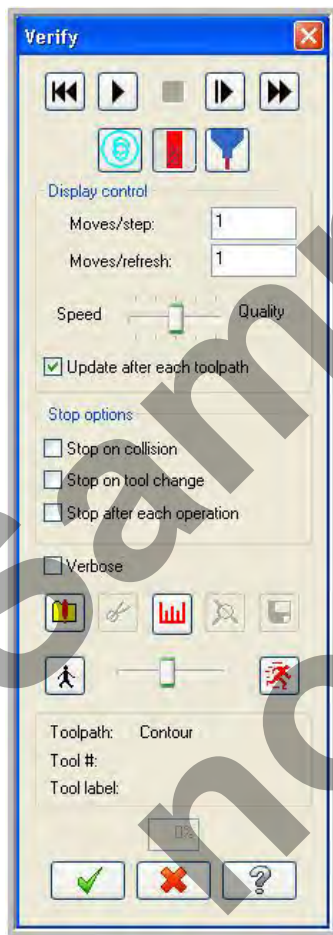 Verify
Display control
Moves/step: 1
Moves/refresh: 1
Speed Quality
Update after each toolpath
Stop options
Stop on collision
Stop on tool change
Stop after each operation
Verbose
Toolpath: Contour
Tool #:
Tool label:
0%